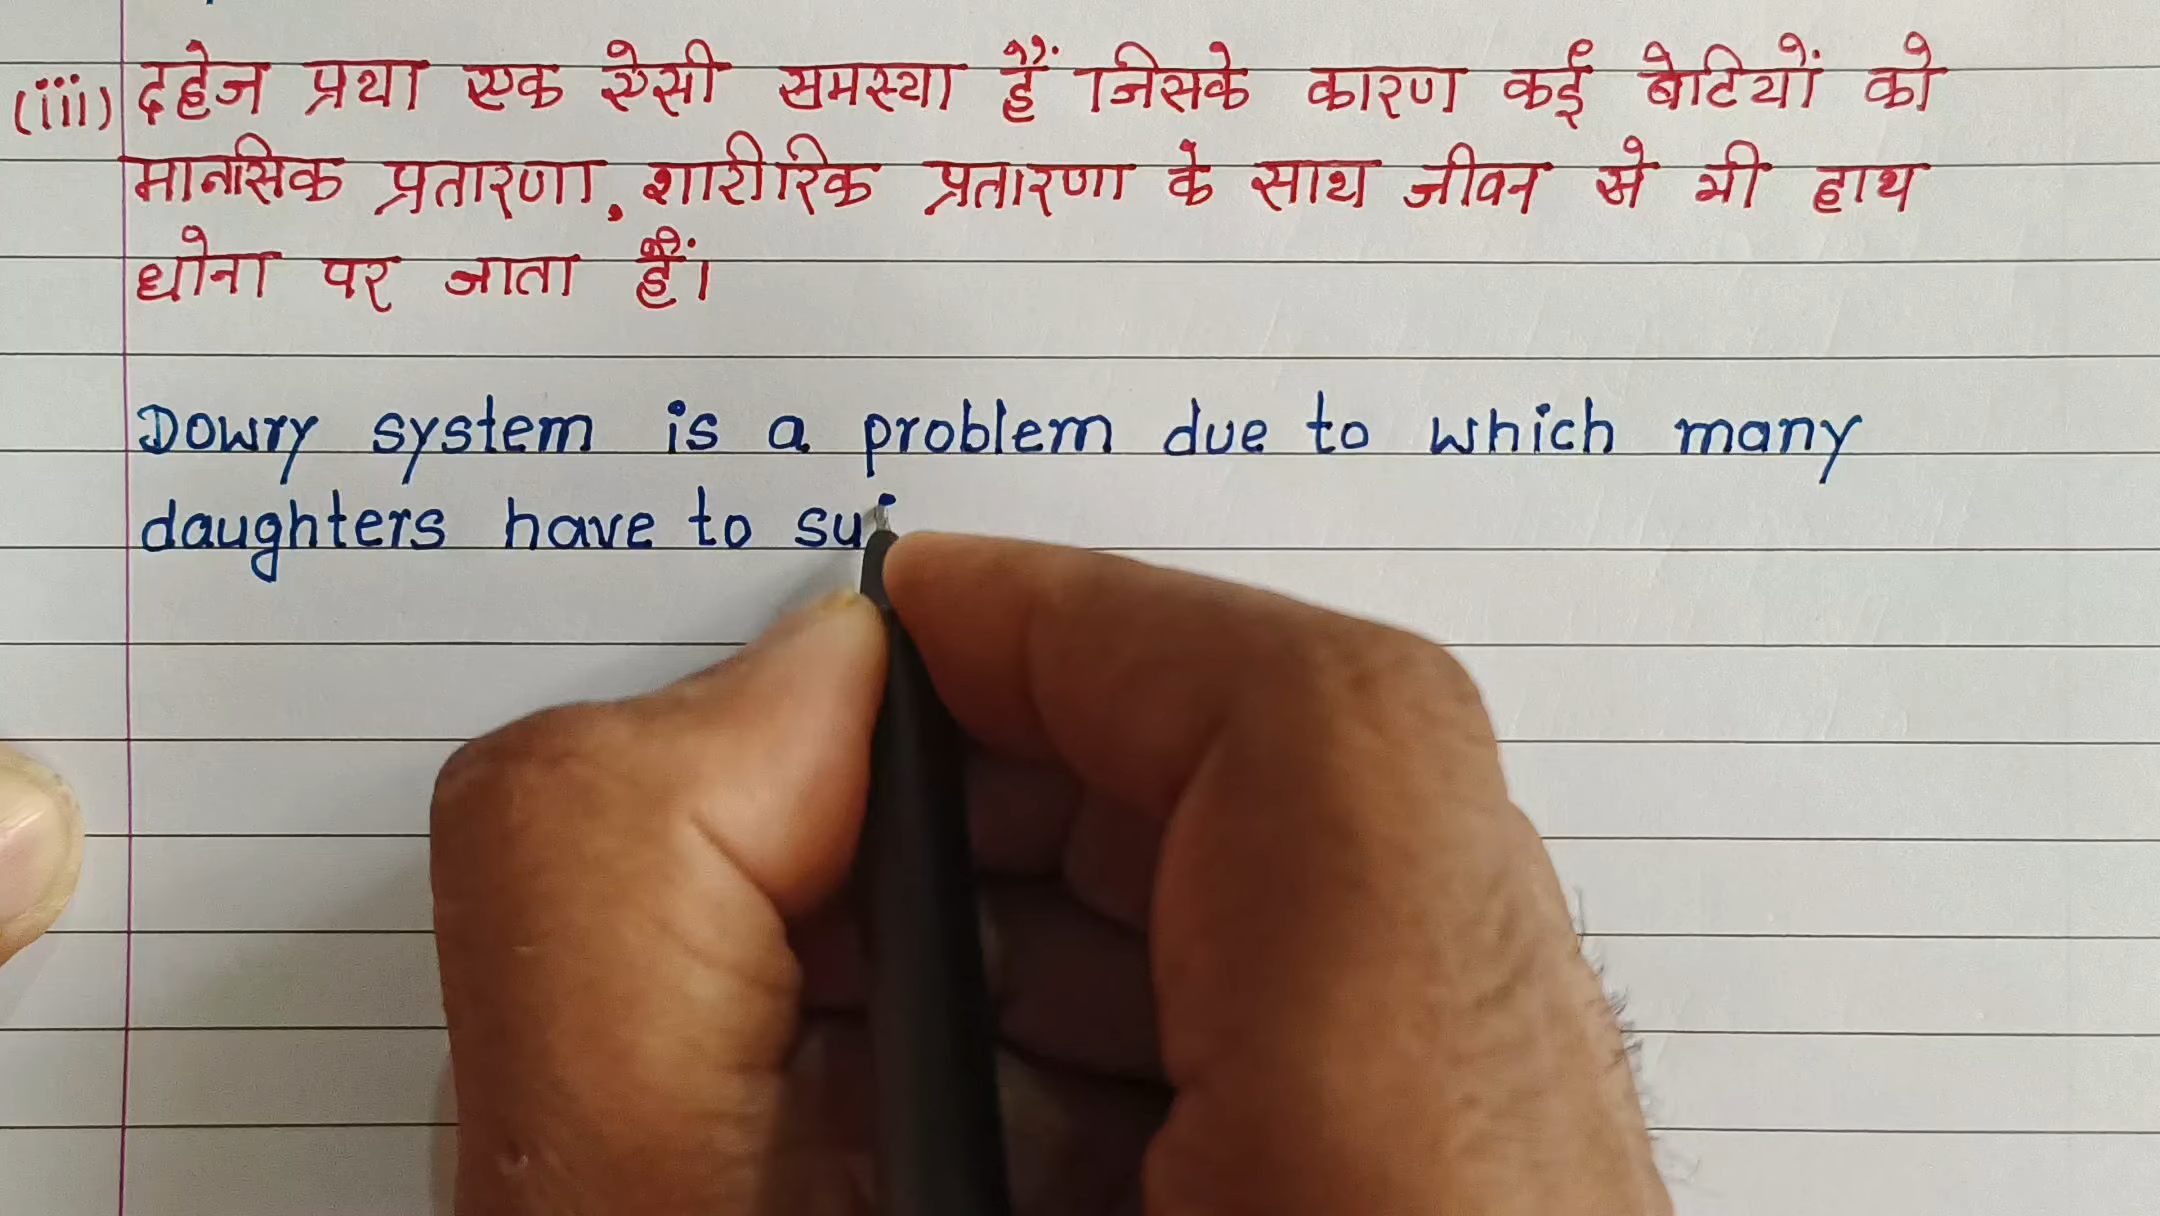 (iii) दहेज प्रथा एक ऐसी समस्या हैं जिसके कारण कई बेटियों को
मानसिक प्रतारणा, शारीरिक प्रतारणा के साथ जीवन से भी हाथ
धोना पर जाता हैं।
Dowry system is a problem due to which many
daughters have to